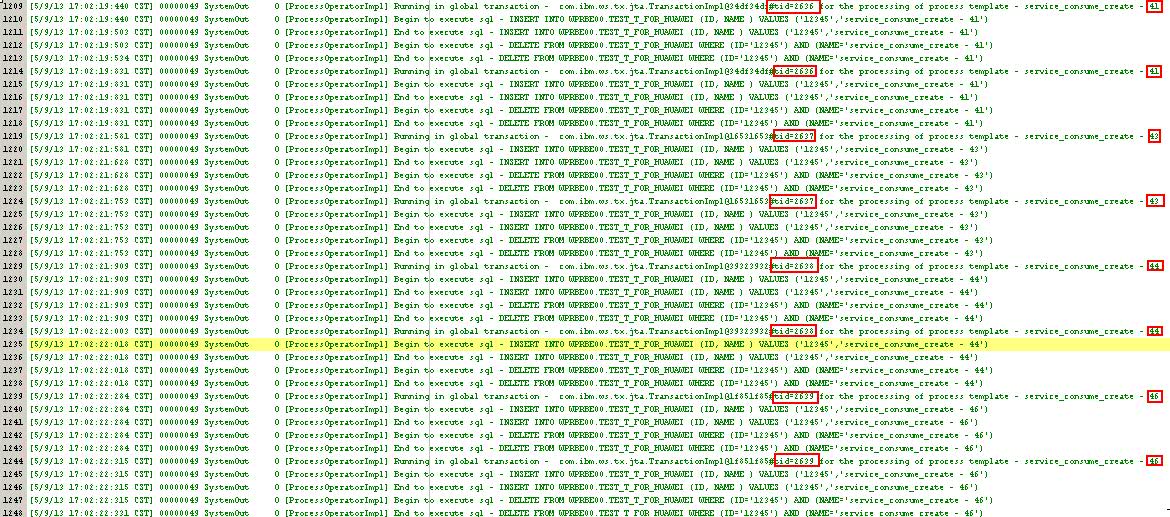 1209 [5/9/13 17:02:19:440 CST] 00000049 SystemOut O [ProcessOperatorImpl] Running in global transaction - com.ibm.ws.tx.jta.TransactionImpl@34df34df#tid=2636 for the processing of process template - service_consume_create - 41
1210 [5/9/13 17:02:19:503 CST] 00000049 SystemOut O [ProcessOperatorImpl] Begin to execute sql - INSERT INTO WPRBE00.TEST_T_FOR_HUAWEI (ID, NAME ) VALUES ('12345','service_consume_create - 41')
1211 [5/9/13 17:02:19:503 CST] 00000049 SystemOut O [ProcessOperatorImpl] End to execute sql - INSERT INTO WPRBE00.TEST_T_FOR_HUAWEI (ID, NAME ) VALUES ('12345','service_consume_create - 41')
1212 [5/9/13 17:02:19:503 CST] 00000049 SystemOut O [ProcessOperatorImpl] Begin to execute sql - DELETE FROM WPRBE00.TEST_T_FOR_HUAWEI WHERE (ID='12345') AND (NAME='service_consume_create - 41')
1213 [5/9/13 17:02:19:534 CST] 00000049 SystemOut O [ProcessOperatorImpl] End to execute sql - DELETE FROM WPRBE00.TEST_T_FOR_HUAWEI WHERE (ID='12345') AND (NAME='service_consume_create - 41')
1214 [5/9/13 17:02:19:831 CST] 00000049 SystemOut O [ProcessOperatorImpl] Running in global transaction - com.ibm.ws.tx.jta.TransactionImpl@34df34df#tid=2636 for the processing of process template - service_consume_create - 41
1215 [5/9/13 17:02:19:831 CST] 00000049 SystemOut O [ProcessOperatorImpl] Begin to execute sql - INSERT INTO WPRBE00.TEST_T_FOR_HUAWEI (ID, NAME ) VALUES ('12345','service_consume_create - 41')
1216 [5/9/13 17:02:19:831 CST] 00000049 SystemOut O [ProcessOperatorImpl] End to execute sql - INSERT INTO WPRBE00.TEST_T_FOR_HUAWEI (ID, NAME ) VALUES ('12345','service_consume_create - 41')
1217 [5/9/13 17:02:19:831 CST] 00000049 SystemOut O [ProcessOperatorImpl] Begin to execute sql - DELETE FROM WPRBE00.TEST_T_FOR_HUAWEI WHERE (ID='12345') AND (NAME='service_consume_create - 41')
1218 [5/9/13 17:02:19:831 CST] 00000049 SystemOut O [ProcessOperatorImpl] End to execute sql - DELETE FROM WPRBE00.TEST_T_FOR_HUAWEI WHERE (ID='12345') AND (NAME='service_consume_create - 41')
1219 [5/9/13 17:02:21:581 CST] 00000049 SystemOut O [ProcessOperatorImpl] Running in global transaction - com.ibm.ws.tx.jta.TransactionImpl@16531653#tid=2637 for the processing of process template - service_consume_create - 43
1220 [5/9/13 17:02:21:628 CST] 00000049 SystemOut O [ProcessOperatorImpl] Begin to execute sql - INSERT INTO WPRBE00.TEST_T_FOR_HUAWEI (ID, NAME ) VALUES ('12345','service_consume_create - 43')
1221 [5/9/13 17:02:21:628 CST] 00000049 SystemOut O [ProcessOperatorImpl] End to execute sql - INSERT INTO WPRBE00.TEST_T_FOR_HUAWEI (ID, NAME ) VALUES ('12345','service_consume_create - 43')
1222 [5/9/13 17:02:21:628 CST] 00000049 SystemOut O [ProcessOperatorImpl] Begin to execute sql - DELETE FROM WPRBE00.TEST_T_FOR_HUAWEI WHERE (ID='12345') AND (NAME='service_consume_create - 43')
1223 [5/9/13 17:02:21:628 CST] 00000049 SystemOut O [ProcessOperatorImpl] End to execute sql - DELETE FROM WPRBE00.TEST_T_FOR_HUAWEI WHERE (ID='12345') AND (NAME='service_consume_create - 43')
1224 [5/9/13 17:02:21:753 CST] 00000049 SystemOut O [ProcessOperatorImpl] Running in global transaction - com.ibm.ws.tx.jta.TransactionImpl@16531653#tid=2637 for the processing of process template - service_consume_create - 43
1225 [5/9/13 17:02:21:753 CST] 00000049 SystemOut O [ProcessOperatorImpl] Begin to execute sql - INSERT INTO WPRBE00.TEST_T_FOR_HUAWEI (ID, NAME ) VALUES ('12345','service_consume_create - 43')
1226 [5/9/13 17:02:21:753 CST] 00000049 SystemOut O [ProcessOperatorImpl] End to execute sql - INSERT INTO WPRBE00.TEST_T_FOR_HUAWEI (ID, NAME ) VALUES ('12345','service_consume_create - 43')
1227 [5/9/13 17:02:21:753 CST] 00000049 SystemOut O [ProcessOperatorImpl] Begin to execute sql - DELETE FROM WPRBE00.TEST_T_FOR_HUAWEI WHERE (ID='12345') AND (NAME='service_consume_create - 43')
1228 [5/9/13 17:02:21:753 CST] 00000049 SystemOut O [ProcessOperatorImpl] End to execute sql - DELETE FROM WPRBE00.TEST_T_FOR_HUAWEI WHERE (ID='12345') AND (NAME='service_consume_create - 43')
1229 [5/9/13 17:02:21:909 CST] 00000049 SystemOut O [ProcessOperatorImpl] Running in global transaction - com.ibm.ws.tx.jta.TransactionImpl@39323932#tid=2638 for the processing of process template - service_consume_create - 44
1230 [5/9/13 17:02:21:909 CST] 00000049 SystemOut O [ProcessOperatorImpl] Begin to execute sql - INSERT INTO WPRBE00.TEST_T_FOR_HUAWEI (ID, NAME ) VALUES ('12345','service_consume_create - 44')
1231 [5/9/13 17:02:21:909 CST] 00000049 SystemOut O [ProcessOperatorImpl] End to execute sql - INSERT INTO WPRBE00.TEST_T_FOR_HUAWEI (ID, NAME ) VALUES ('12345','service_consume_create - 44')
1232 [5/9/13 17:02:21:909 CST] 00000049 SystemOut O [ProcessOperatorImpl] Begin to execute sql - DELETE FROM WPRBE00.TEST_T_FOR_HUAWEI WHERE (ID='12345') AND (NAME='service_consume_create - 44')
1233 [5/9/13 17:02:21:909 CST] 00000049 SystemOut O [ProcessOperatorImpl] End to execute sql - DELETE FROM WPRBE00.TEST_T_FOR_HUAWEI WHERE (ID='12345') AND (NAME='service_consume_create - 44')
1234 [5/9/13 17:02:22:003 CST] 00000049 SystemOut O [ProcessOperatorImpl] Running in global transaction - com.ibm.ws.tx.jta.TransactionImpl@39323932#tid=2638 for the processing of process template - service_consume_create - 44
1235 [5/9/13 17:02:22:018 CST] 00000049 SystemOut O [ProcessOperatorImpl] Begin to execute sql - INSERT INTO WPRBE00.TEST_T_FOR_HUAWEI (ID, NAME ) VALUES ('12345','service_consume_create - 44')
1236 [5/9/13 17:02:22:018 CST] 00000049 SystemOut O [ProcessOperatorImpl] End to execute sql - INSERT INTO WPRBE00.TEST_T_FOR_HUAWEI (ID, NAME ) VALUES ('12345','service_consume_create - 44')
1237 [5/9/13 17:02:22:018 CST] 00000049 SystemOut O [ProcessOperatorImpl] Begin to execute sql - DELETE FROM WPRBE00.TEST_T_FOR_HUAWEI WHERE (ID='12345') AND (NAME='service_consume_create - 44')
1238 [5/9/13 17:02:22:018 CST] 00000049 SystemOut O [ProcessOperatorImpl] End to execute sql - DELETE FROM WPRBE00.TEST_T_FOR_HUAWEI WHERE (ID='12345') AND (NAME='service_consume_create - 44')
1239 [5/9/13 17:02:22:284 CST] 00000049 SystemOut O [ProcessOperatorImpl] Running in global transaction - com.ibm.ws.tx.jta.TransactionImpl@1f851f85#tid=2639 for the processing of process template - service_consume_create - 46
1240 [5/9/13 17:02:22:284 CST] 00000049 SystemOut O [ProcessOperatorImpl] Begin to execute sql - INSERT INTO WPRBE00.TEST_T_FOR_HUAWEI (ID, NAME ) VALUES ('12345','service_consume_create - 46')
1241 [5/9/13 17:02:22:284 CST] 00000049 SystemOut O [ProcessOperatorImpl] End to execute sql - INSERT INTO WPRBE00.TEST_T_FOR_HUAWEI (ID, NAME ) VALUES ('12345','service_consume_create - 46')
1242 [5/9/13 17:02:22:284 CST] 00000049 SystemOut O [ProcessOperatorImpl] Begin to execute sql - DELETE FROM WPRBE00.TEST_T_FOR_HUAWEI WHERE (ID='12345') AND (NAME='service_consume_create - 46')
1243 [5/9/13 17:02:22:284 CST] 00000049 SystemOut O [ProcessOperatorImpl] End to execute sql - DELETE FROM WPRBE00.TEST_T_FOR_HUAWEI WHERE (ID='12345') AND (NAME='service_consume_create - 46')
1244 [5/9/13 17:02:22:315 CST] 00000049 SystemOut O [ProcessOperatorImpl] Running in global transaction - com.ibm.ws.tx.jta.TransactionImpl@1f851f85#tid=2639 for the processing of process template - service_consume_create - 46
1245 [5/9/13 17:02:22:315 CST] 00000049 SystemOut O [ProcessOperatorImpl] Begin to execute sql - INSERT INTO WPRBE00.TEST_T_FOR_HUAWEI (ID, NAME ) VALUES ('12345','service_consume_create - 46')
1246 [5/9/13 17:02:22:315 CST] 00000049 SystemOut O [ProcessOperatorImpl] End to execute sql - INSERT INTO WPRBE00.TEST_T_FOR_HUAWEI (ID, NAME ) VALUES ('12345','service_consume_create - 46')
1247 [5/9/13 17:02:22:315 CST] 00000049 SystemOut O [ProcessOperatorImpl] Begin to execute sql - DELETE FROM WPRBE00.TEST_T_FOR_HUAWEI WHERE (ID='12345') AND (NAME='service_consume_create - 46')
1248 [5/9/13 17:02:22:331 CST] 00000049 SystemOut O [ProcessOperatorImpl] End to execute sql - DELETE FROM WPRBE00.TEST_T_FOR_HUAWEI WHERE (ID='12345') AND (NAME='service_consume_create - 46')